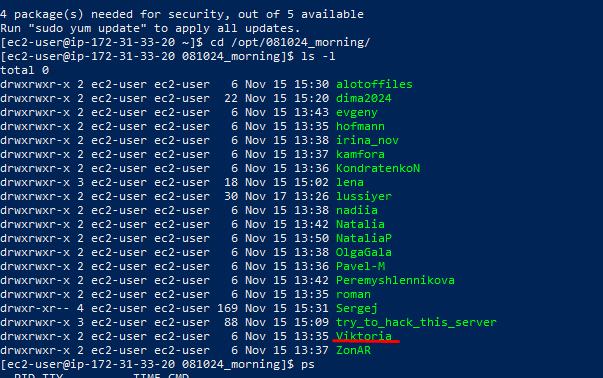 4 package(s) needed for security, out of 5 available
Run "sudo yum update" to apply all updates.
[ec2-user@ip-172-31-33-20 ~]$ cd /opt/081024_morning/
[ec2-user@ip-172-31-33-20 081024_morning]$ ls -l
total 0
drwxrwxr-x 2 ec2-user ec2-user   6 Nov 15 15:30 alotoffiles
drwxrwxr-x 2 ec2-user ec2-user  22 Nov 15 15:20 dima2024
drwxrwxr-x 2 ec2-user ec2-user   6 Nov 15 13:43 evgeny
drwxrwxr-x 2 ec2-user ec2-user   6 Nov 15 13:35 hofmann
drwxrwxr-x 2 ec2-user ec2-user   6 Nov 15 13:38 irina_nov
drwxrwxr-x 2 ec2-user ec2-user   6 Nov 15 13:37 kamfora
drwxrwxr-x 2 ec2-user ec2-user   6 Nov 15 13:36 KondratenkoN
drwxrwxr-x 3 ec2-user ec2-user  18 Nov 15 15:02 lena
drwxrwxr-x 2 ec2-user ec2-user  30 Nov 17 13:26 lussiyer
drwxrwxr-x 2 ec2-user ec2-user   6 Nov 15 13:38 nadiia
drwxrwxr-x 2 ec2-user ec2-user   6 Nov 15 13:42 Natalia
drwxrwxr-x 2 ec2-user ec2-user   6 Nov 15 13:50 NataliaP
drwxrwxr-x 2 ec2-user ec2-user   6 Nov 15 13:38 OlgaGala
drwxrwxr-x 2 ec2-user ec2-user   6 Nov 15 13:36 Pavel-M
drwxrwxr-x 2 ec2-user ec2-user   6 Nov 15 13:42 Peremyshlennikova
drwxrwxr-x 2 ec2-user ec2-user   6 Nov 15 13:35 roman
drwxr-xr-- 4 ec2-user ec2-user 169 Nov 15 15:31 Sergej
drwxrwxr-x 3 ec2-user ec2-user  88 Nov 15 15:09 try_to_hack_this_server
drwxrwxr-x 2 ec2-user ec2-user   6 Nov 15 13:35 Viktoria
drwxrwxr-x 2 ec2-user ec2-user   6 Nov 15 13:37 ZonAR
[ec2-user@ip-172-31-33-20 081024_morning]$ ps
PID TTY          TIME CMD